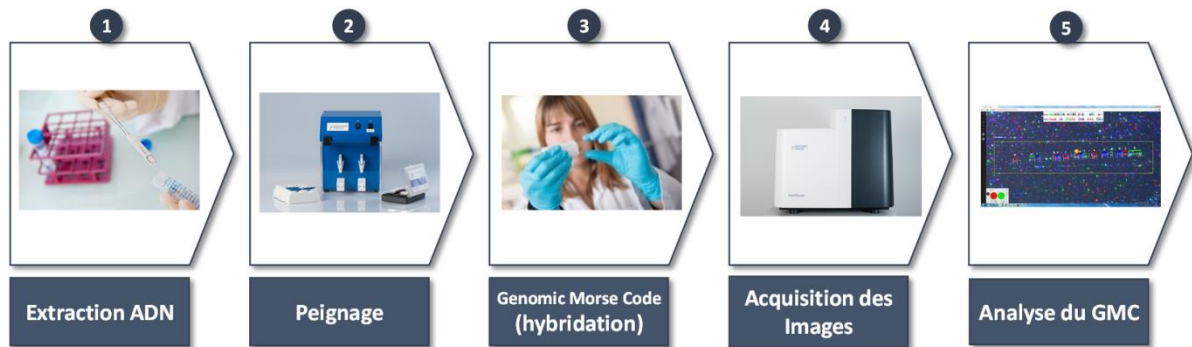 1
2
3
4
5
Extraction ADN
Peignage
Genomic Morse Code
(hybridation)
Acquisition des
Images
Analyse du GMC